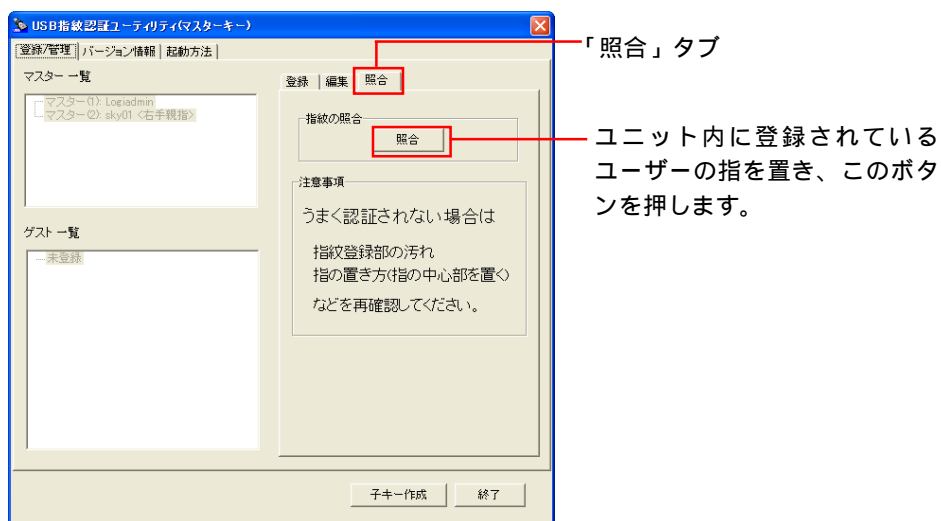 USB指紋認証ユーティリティ(マスターキー)
登録/管理 バージョン情報 起動方法
マスター 一覧
マスター(1): Logiadmin
マスター(2): sky01 <右手親指>
ゲスト 一覧
未登録
登録 編集 照合
指紋の照合
照合
注意事項
うまく認証されない場合は
指紋登録部の汚れ
指の置き方(指の中心部を置く)
などを再確認してください。
子キー作成 終了
「照合」タブ
ユニット内に登録されている
ユーザーの指を置き、このボタ
ンを押します。